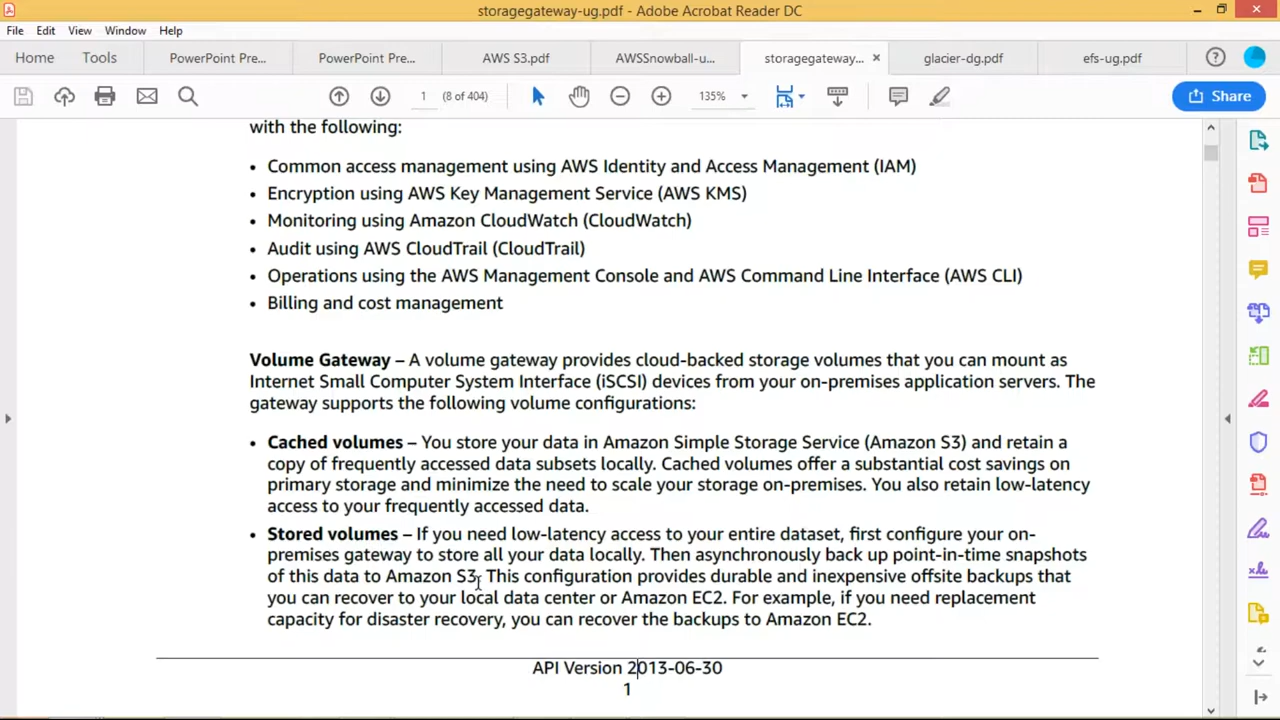 storagegateway-ug.pdf - Adobe Acrobat Reader DC
File Edit View Window Help
Home Tools PowerPoint Pre... PowerPoint Pre... AWS S3.pdf AWSSnowball-u... storagegateway... glacier-dg.pdf efs-ug.pdf
1 (8 of 404) 135% Share
with the following:
• Common access management using AWS Identity and Access Management (IAM)
• Encryption using AWS Key Management Service (AWS KMS)
• Monitoring using Amazon CloudWatch (CloudWatch)
• Audit using AWS CloudTrail (CloudTrail)
• Operations using the AWS Management Console and AWS Command Line Interface (AWS CLI)
• Billing and cost management
Volume Gateway – A volume gateway provides cloud-backed storage volumes that you can mount as
Internet Small Computer System Interface (iSCSI) devices from your on-premises application servers. The
gateway supports the following volume configurations:
• Cached volumes – You store your data in Amazon Simple Storage Service (Amazon S3) and retain a
copy of frequently accessed data subsets locally. Cached volumes offer a substantial cost savings on
primary storage and minimize the need to scale your storage on-premises. You also retain low-latency
access to your frequently accessed data.
• Stored volumes – If you need low-latency access to your entire dataset, first configure your on-
premises gateway to store all your data locally. Then asynchronously back up point-in-time snapshots
of this data to Amazon S3. This configuration provides durable and inexpensive offsite backups that
you can recover to your local data center or Amazon EC2. For example, if you need replacement
capacity for disaster recovery, you can recover the backups to Amazon EC2.
API Version 2013-06-30
1